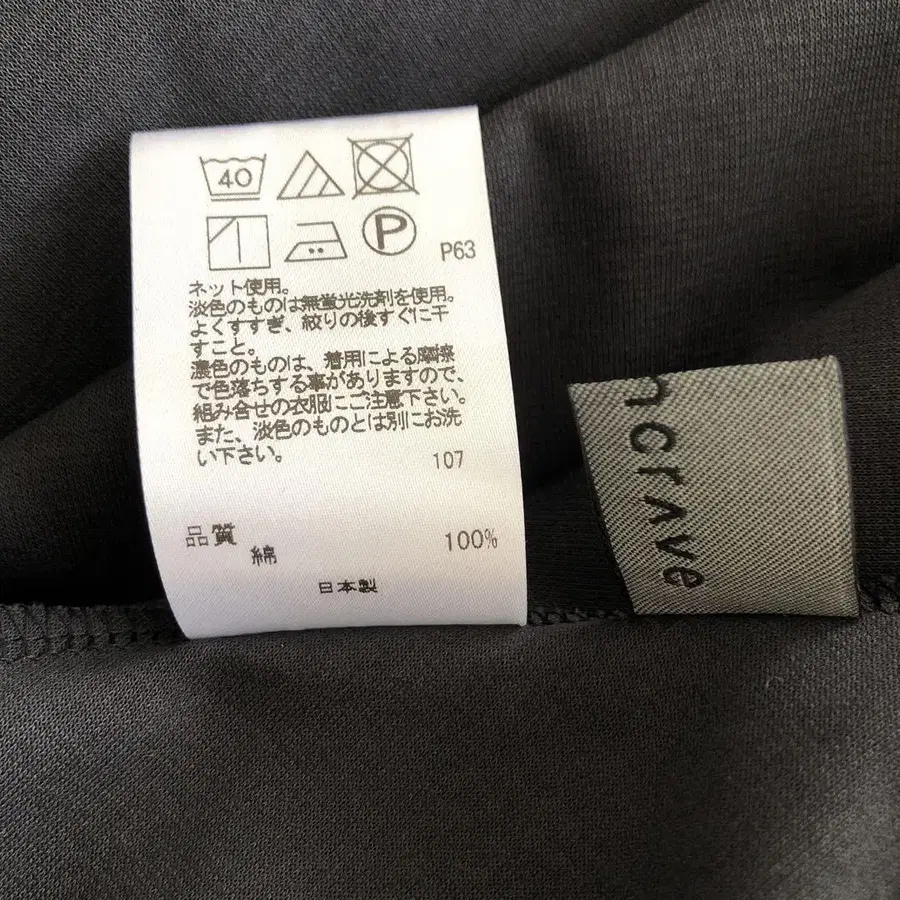 40
P
P63
ネット使用。
淡色のものは無蛍光洗剤を使用。
よくすすぎ、絞りの後すぐに干
すこと。
濃色のものは、着用による摩擦
で色落ちする事がありますので、
組み合せの衣服にご注意下さい。
また、淡色のものとは別にお洗
い下さい。
107
品質
綿 100%
日本製